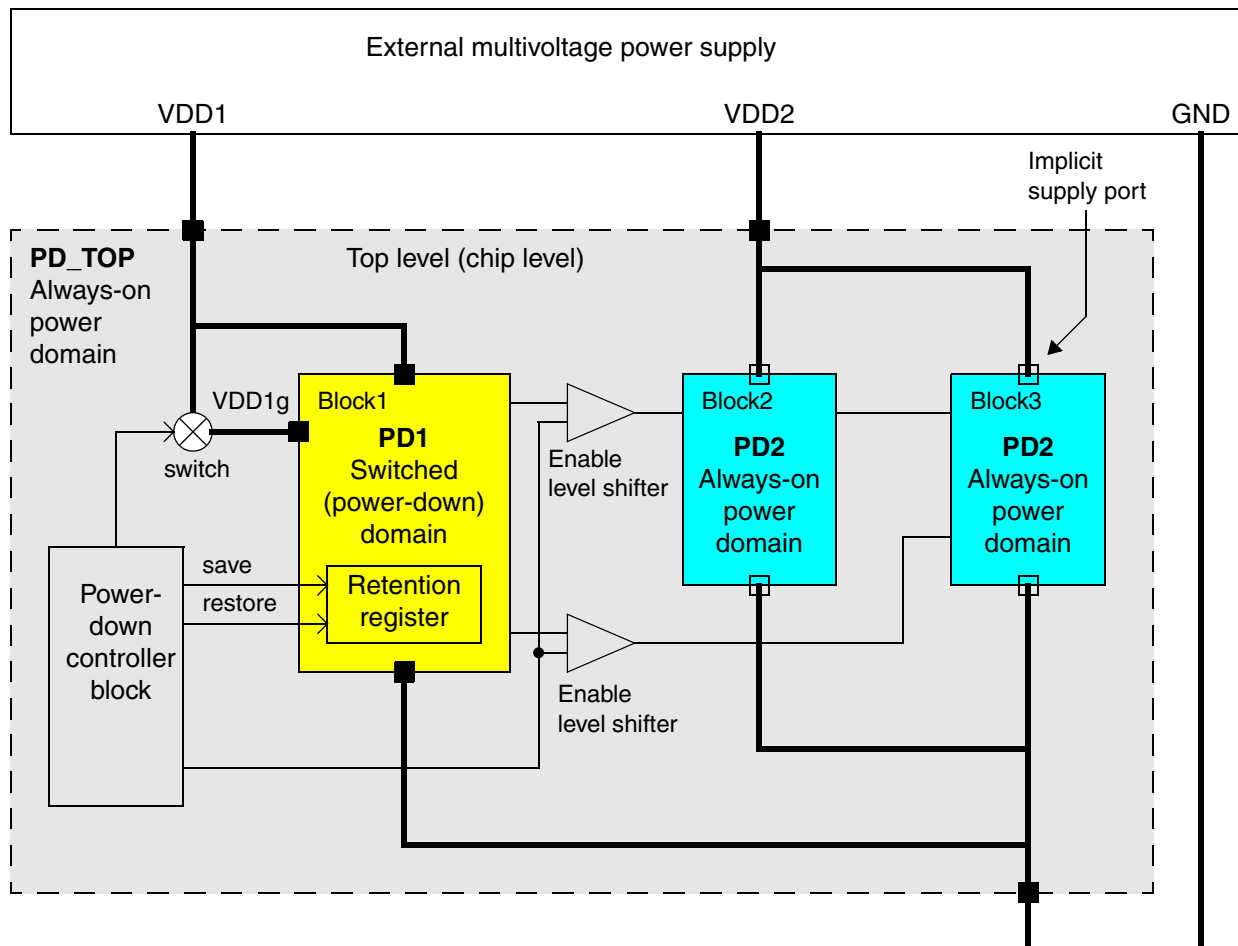 External multivoltage power supply
VDD1
VDD2
GND
Implicit
supply port
PD_TOP
Always-on
power
domain
Top level (chip level)
VDD1g
switch
Block1
PD1
Switched
(power-down)
domain
Enable
level shifter
Block2
PD2
Always-on
power
domain
Block3
PD2
Always-on
power
domain
Power-
down
controller
block
save
restore
Retention
register
Enable
level shifter